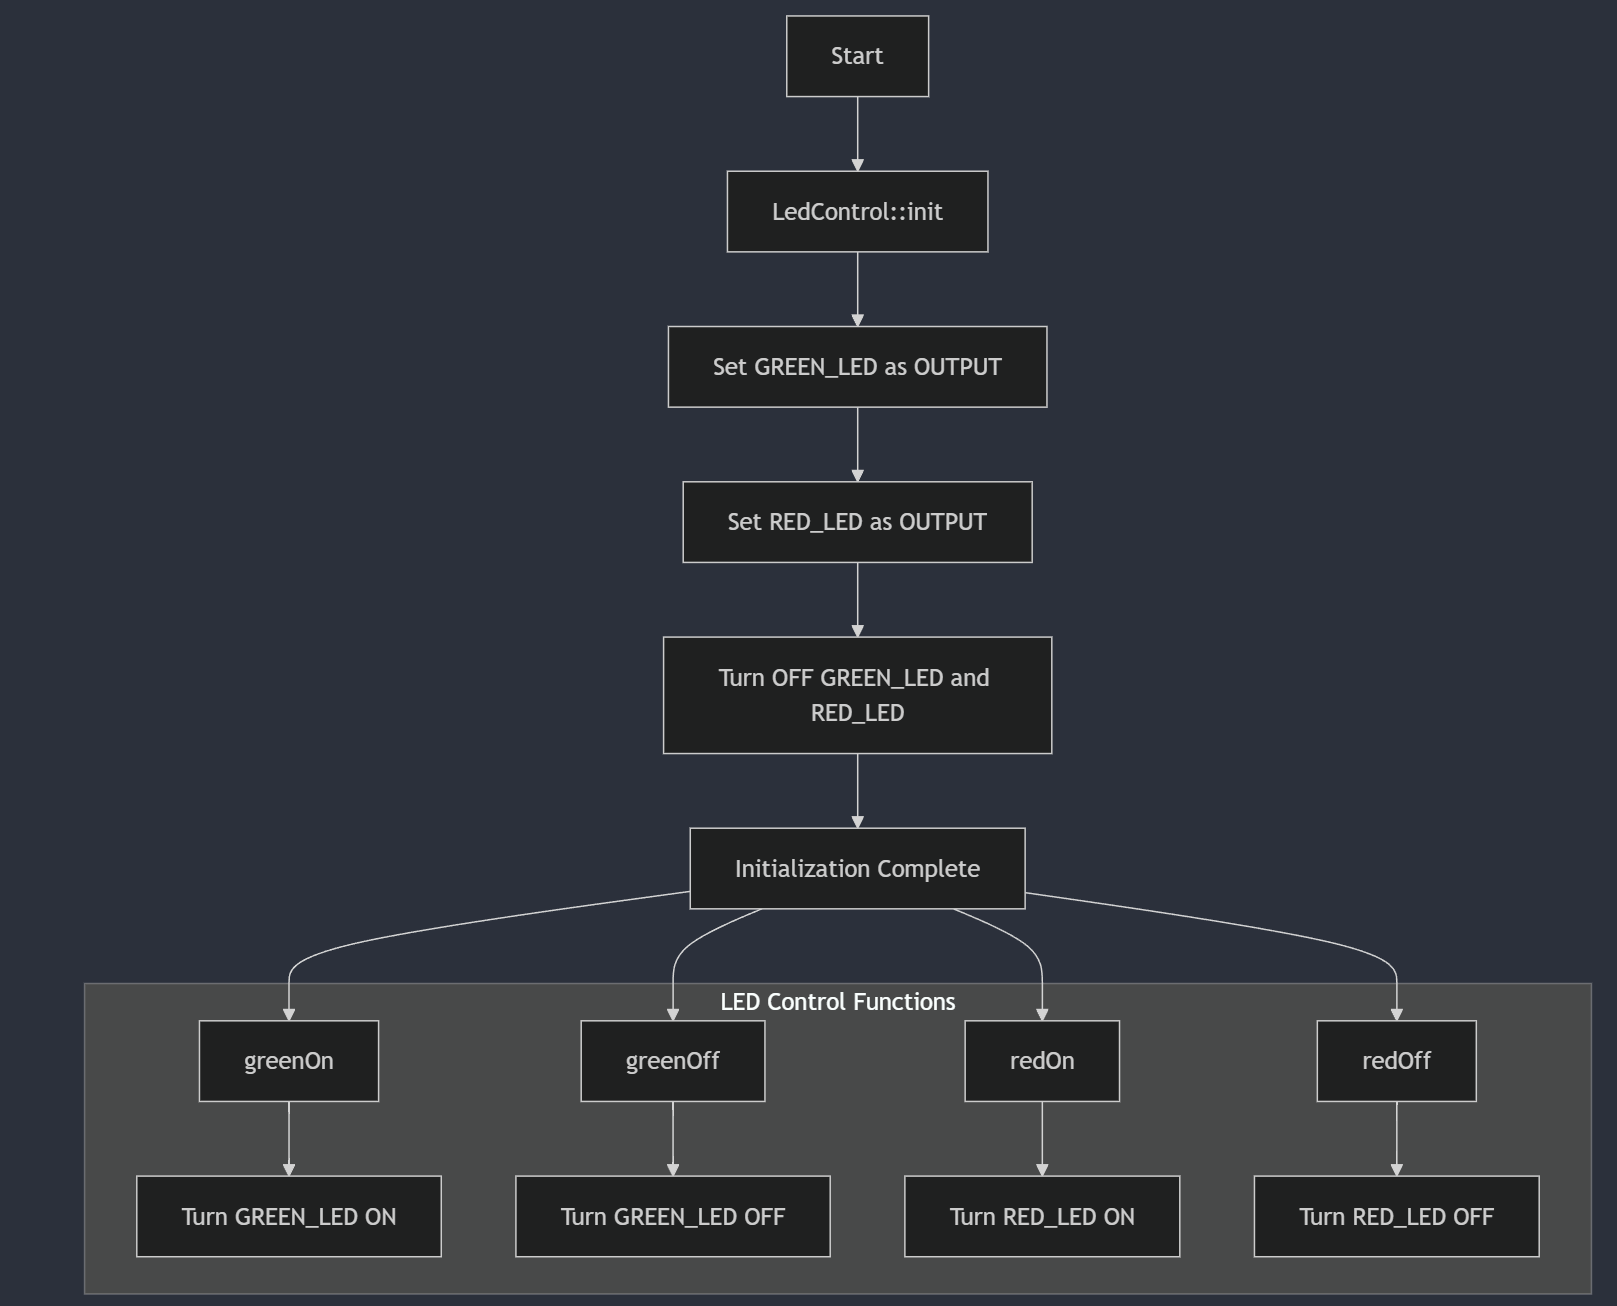 Start
LedControl::init
Set GREEN_LED as OUTPUT
Set RED_LED as OUTPUT
Turn OFF GREEN_LED and
RED_LED
Initialization Complete
LED Control Functions
greenOn
greenOff
redOn
redOff
Turn GREEN_LED ON
Turn GREEN_LED OFF
Turn RED_LED ON
Turn RED_LED OFF